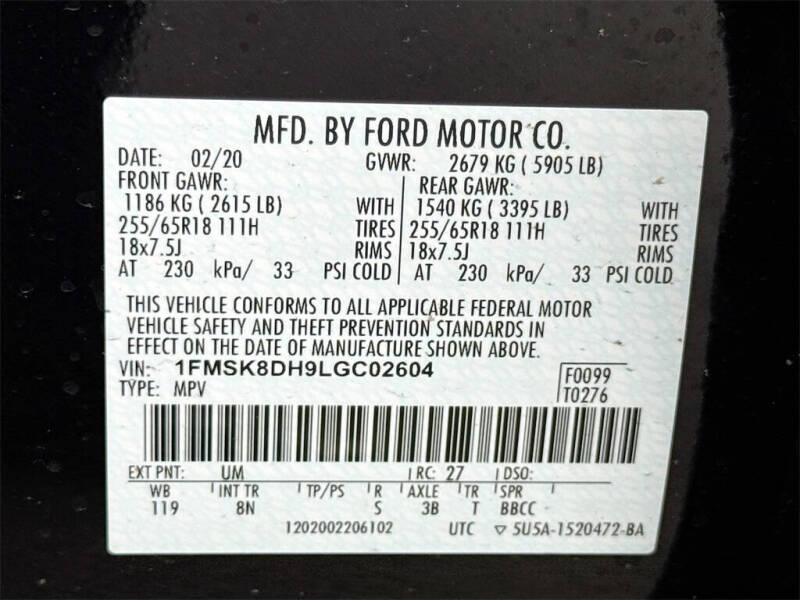 MFD. BY FORD MOTOR CO.
DATE: 02/20 GVWR: 2679 KG ( 5905 LB)
FRONT GAWR: REAR GAWR:
1186 KG ( 2615 LB) WITH 1540 KG ( 3395 LB) WITH
255/65R18 111H TIRES 255/65R18 111H TIRES
18x7.5J RIMS 18x7.5J RIMS
AT 230 kPa/ 33 PSI COLD AT 230 kPa/ 33 PSI COLD
THIS VEHICLE CONFORMS TO ALL APPLICABLE FEDERAL MOTOR
VEHICLE SAFETY AND THEFT PREVENTION STANDARDS IN
EFFECT ON THE DATE OF MANUFACTURE SHOWN ABOVE.
VIN: 1FMSK8DH9LGC02604 F0099
TYPE: MPV T0276
EXT PNT: UM RC: 27 DSO:
WB INT TR TP/PS R AXLE TR SPR
119 8N S 3B T BBCC
1202002206102 UTC ▽ 5U5A-1520472-BA